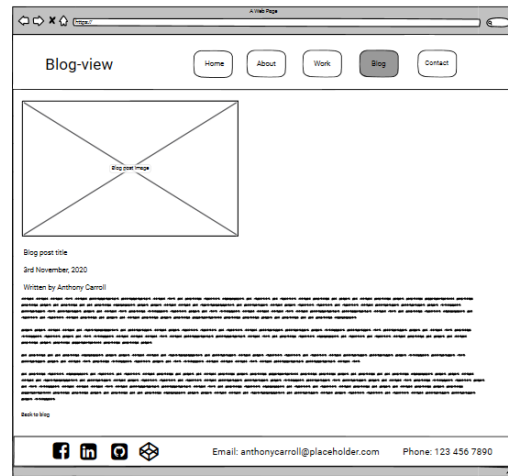 A Web Page
https://
Blog-view
Home
About
Work
Blog
Contact
Blog post image
Blog post title
3rd November, 2020
Written by Anthony Carroll
Back to blog
Email: anthonycarroll@placeholder.com
Phone: 123 456 7890